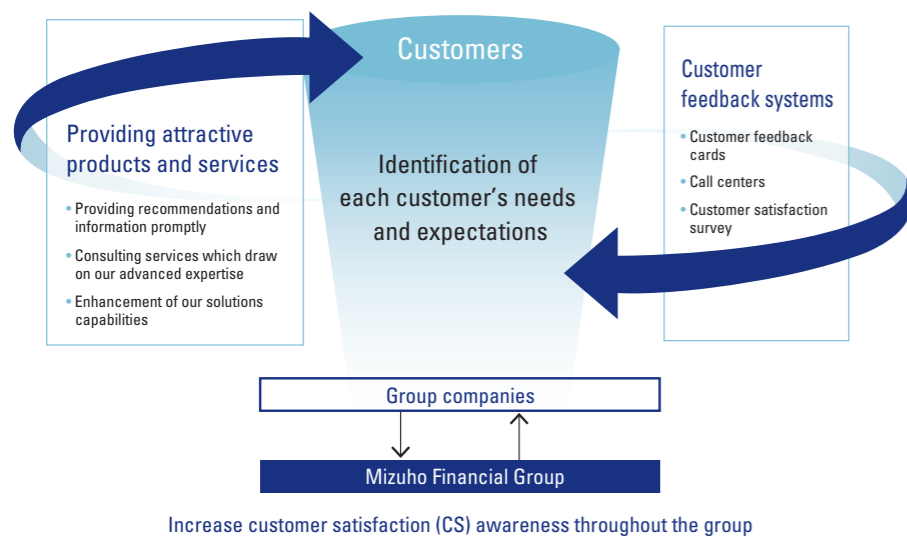 Customers
Providing attractive
products and services
• Providing recommendations and
information promptly
• Consulting services which draw
on our advanced expertise
• Enhancement of our solutions
capabilities
Identification of
each customer's needs
and expectations
Customer
feedback systems
• Customer feedback
cards
• Call centers
• Customer satisfaction
survey
Group companies
Mizuho Financial Group
Increase customer satisfaction (CS) awareness throughout the group